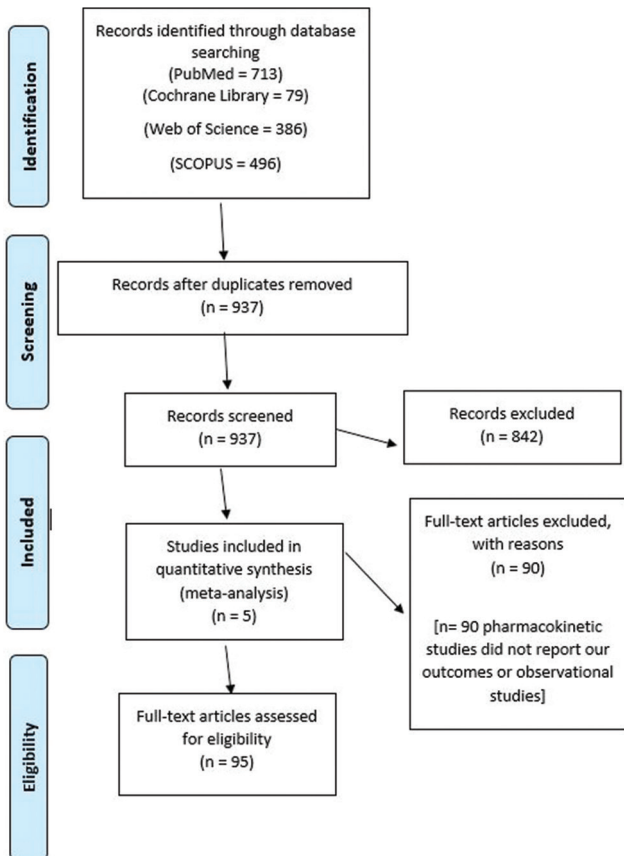 Identification
Records identified through database
searching
(PubMed = 713)
(Cochrane Library = 79)
(Web of Science = 386)
(SCOPUS = 496)
Screening
Records after duplicates removed
(n = 937)
Records screened
(n = 937)
Records excluded
(n = 842)
Included
Studies included in
quantitative synthesis
(meta-analysis)
(n = 5)
Full-text articles excluded,
with reasons
(n = 90)
[n= 90 pharmacokinetic
studies did not report our
outcomes or observational
studies]
Eligibility
Full-text articles assessed
for eligibility
(n = 95)